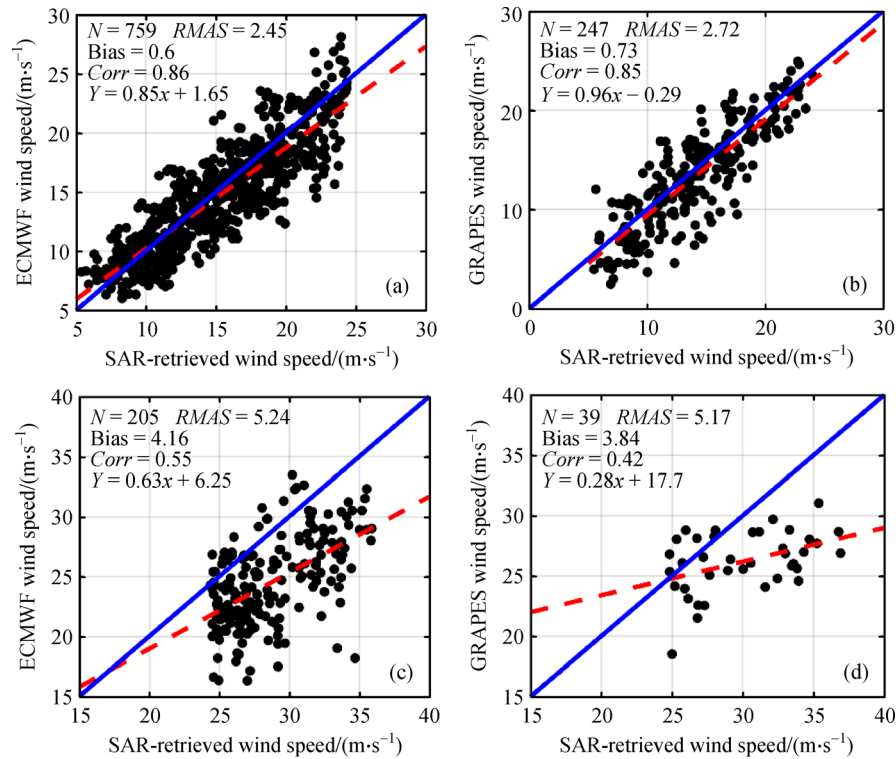 N = 759 RMAS = 2.45
Bias = 0.6
Corr = 0.86
Y = 0.85x + 1.65
30
25
20
15
10
5
5 10 15 20 25 30
ECMWF wind speed/(m·s⁻¹)
SAR-retrieved wind speed/(m·s⁻¹)
(a)
N = 247 RMAS = 2.72
Bias = 0.73
Corr = 0.85
Y = 0.96x − 0.29
30
20
10
0
0 10 20 30
GRAPES wind speed/(m·s⁻¹)
SAR-retrieved wind speed/(m·s⁻¹)
(b)
N = 205 RMAS = 5.24
Bias = 4.16
Corr = 0.55
Y = 0.63x + 6.25
40
35
30
25
20
15
15 20 25 30 35 40
ECMWF wind speed/(m·s⁻¹)
SAR-retrieved wind speed/(m·s⁻¹)
(c)
N = 39 RMAS = 5.17
Bias = 3.84
Corr = 0.42
Y = 0.28x + 17.7
40
35
30
25
20
15
15 20 25 30 35 40
GRAPES wind speed/(m·s⁻¹)
SAR-retrieved wind speed/(m·s⁻¹)
(d)